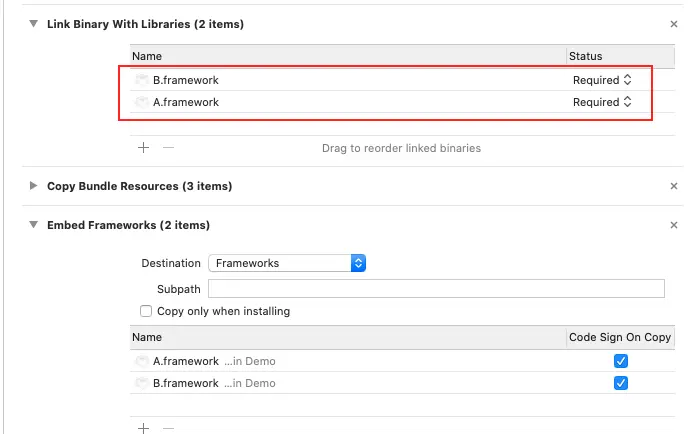 Link Binary With Libraries (2 items)
Name Status
B.framework Required
A.framework Required
Drag to reorder linked binaries
Copy Bundle Resources (3 items)
Embed Frameworks (2 items)
Destination Frameworks
Subpath
Copy only when installing
Name Code Sign On Copy
A.framework ...in Demo
B.framework ...in Demo